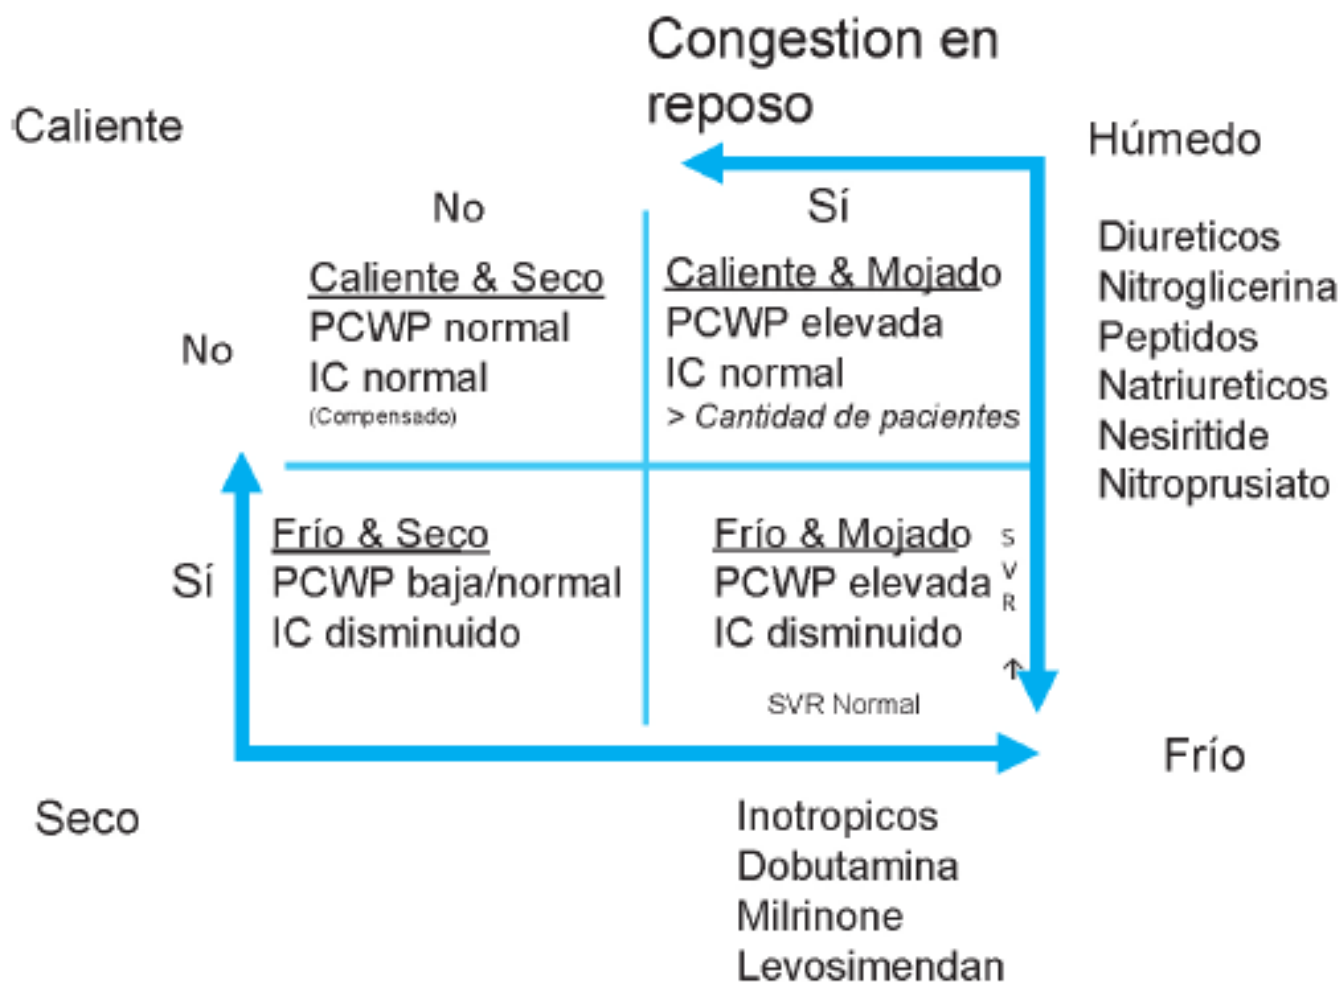 Congestion en
reposo
Caliente
Húmedo
No
Sí
Caliente & Seco
PCWP normal
IC normal
(Compensado)
Caliente & Mojado
PCWP elevada
IC normal
> Cantidad de pacientes
No
Diureticos
Nitroglicerina
Peptidos
Natriureticos
Nesiritide
Nitroprusiato
Sí
Frío & Seco
PCWP baja/normal
IC disminuido
Frío & Mojado
PCWP elevada
IC disminuido
SVR Normal
S
V
R
↑
Frío
Seco
Inotropicos
Dobutamina
Milrinone
Levosimendan